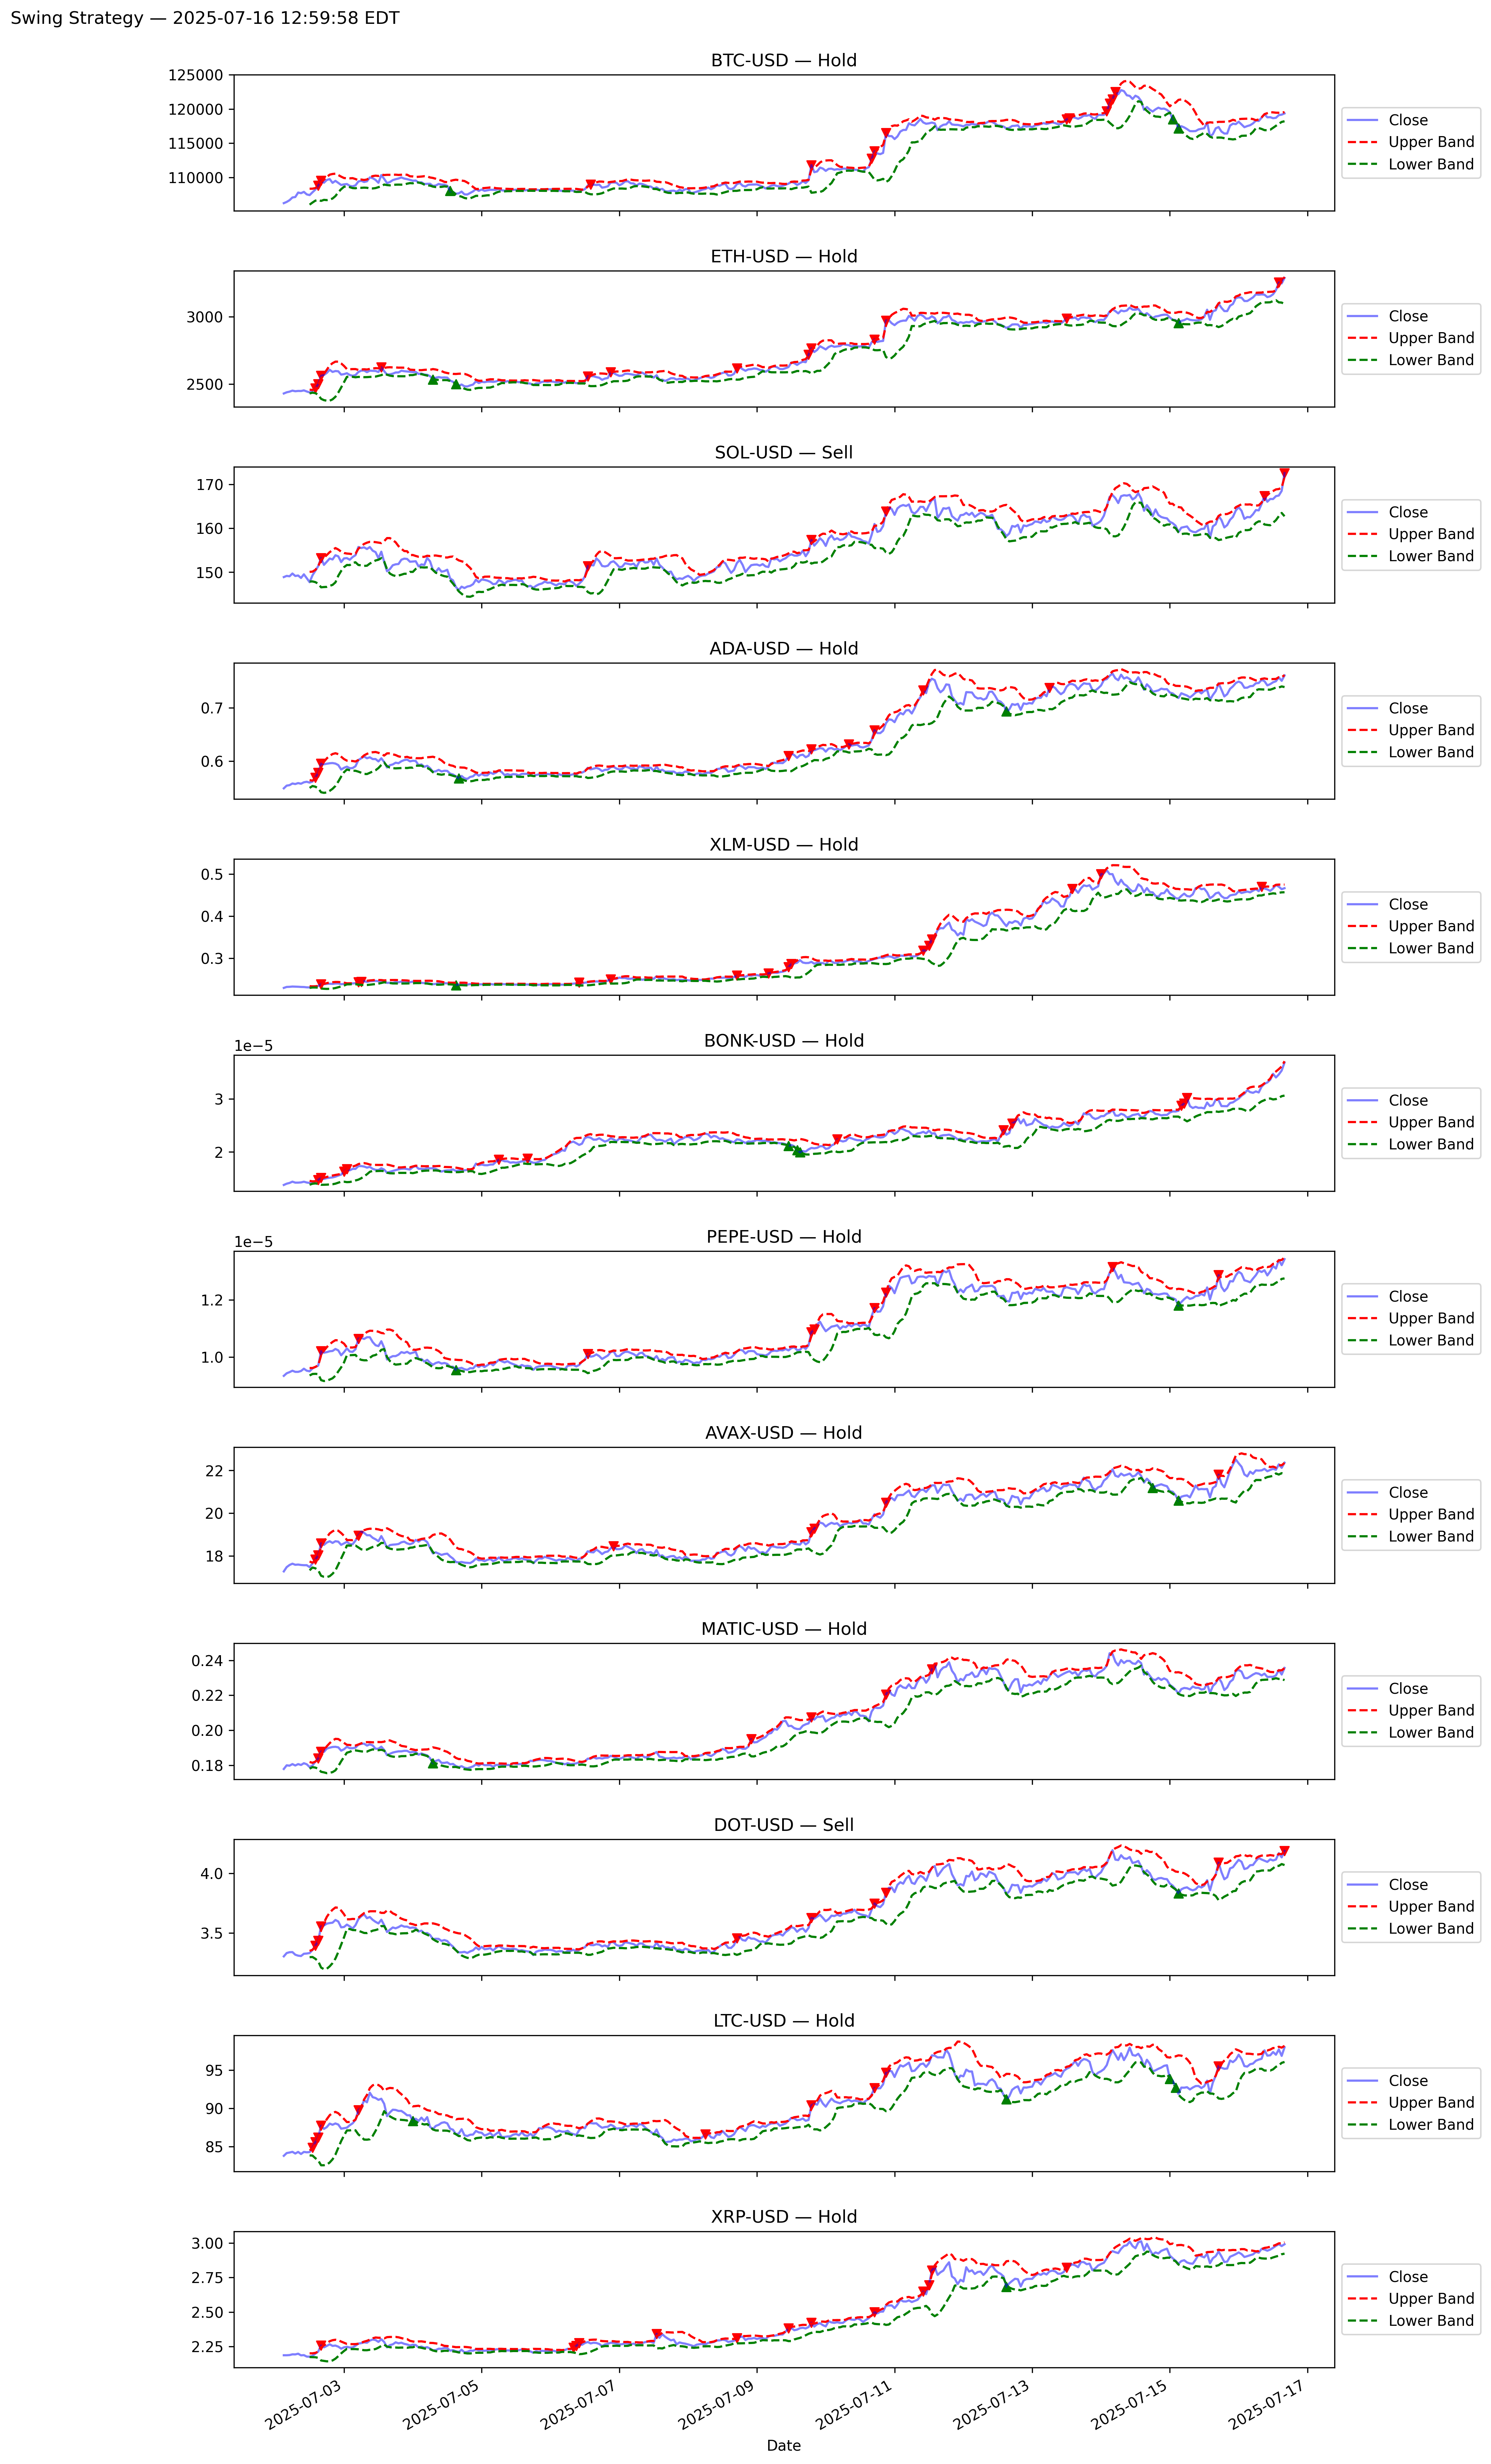 Swing Strategy — 2025-07-16 12:59:58 EDT
BTC-USD — Hold
125000
120000
115000
110000
Close
Upper Band
Lower Band
ETH-USD — Hold
3000
2500
Close
Upper Band
Lower Band
SOL-USD — Sell
170
160
150
Close
Upper Band
Lower Band
ADA-USD — Hold
0.7
0.6
Close
Upper Band
Lower Band
XLM-USD — Hold
0.5
0.4
0.3
Close
Upper Band
Lower Band
BONK-USD — Hold
1e−5
3
2
Close
Upper Band
Lower Band
PEPE-USD — Hold
1e−5
1.2
1.0
Close
Upper Band
Lower Band
AVAX-USD — Hold
22
20
18
Close
Upper Band
Lower Band
MATIC-USD — Hold
0.24
0.22
0.20
0.18
Close
Upper Band
Lower Band
DOT-USD — Sell
4.0
3.5
Close
Upper Band
Lower Band
LTC-USD — Hold
95
90
85
Close
Upper Band
Lower Band
XRP-USD — Hold
3.00
2.75
2.50
2.25
Close
Upper Band
Lower Band
2025-07-03
2025-07-05
2025-07-07
2025-07-09
2025-07-11
2025-07-13
2025-07-15
2025-07-17
Date